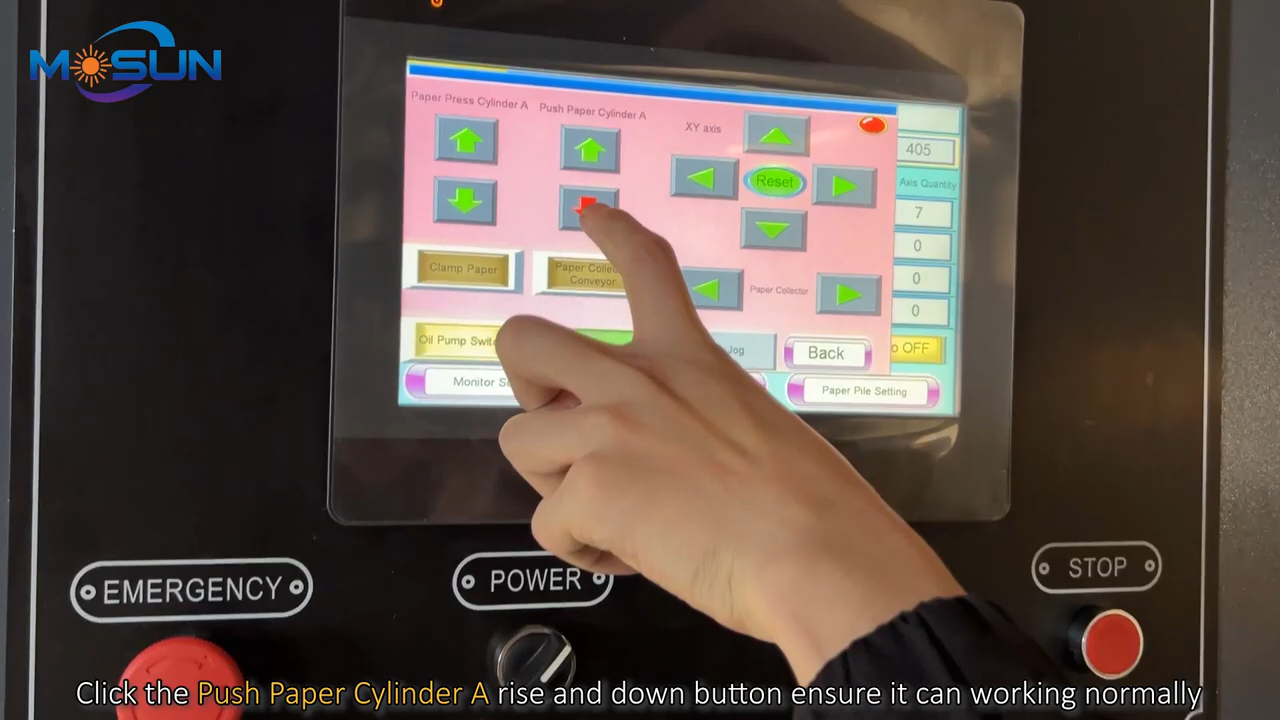 MOSUN
Paper Press Cylinder A
Push Paper Cylinder A
XY axis
405
Axis Quantity
Reset
7
0
0
0
Clamp Paper
Paper
Conveyor
Paper Collector
Oil Pump
Jog
Back
OFF
Monitor
Paper Pile Setting
EMERGENCY
POWER
STOP
Click the Push Paper Cylinder A rise and down button ensure it can working normally